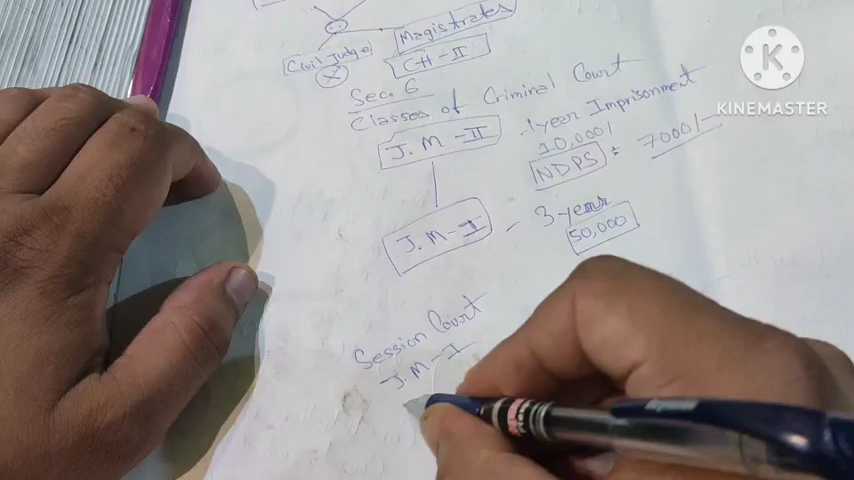 Magistrates
Civil Judge
CH-II
X
Sec. 6
Classes of Criminal Court
J.M-II
1 year Imprisonment
10,000/
NDPS : 7000/-
J.M-I - 3 year
50,000
Session Court
J.M-I
K
KINEMASTER